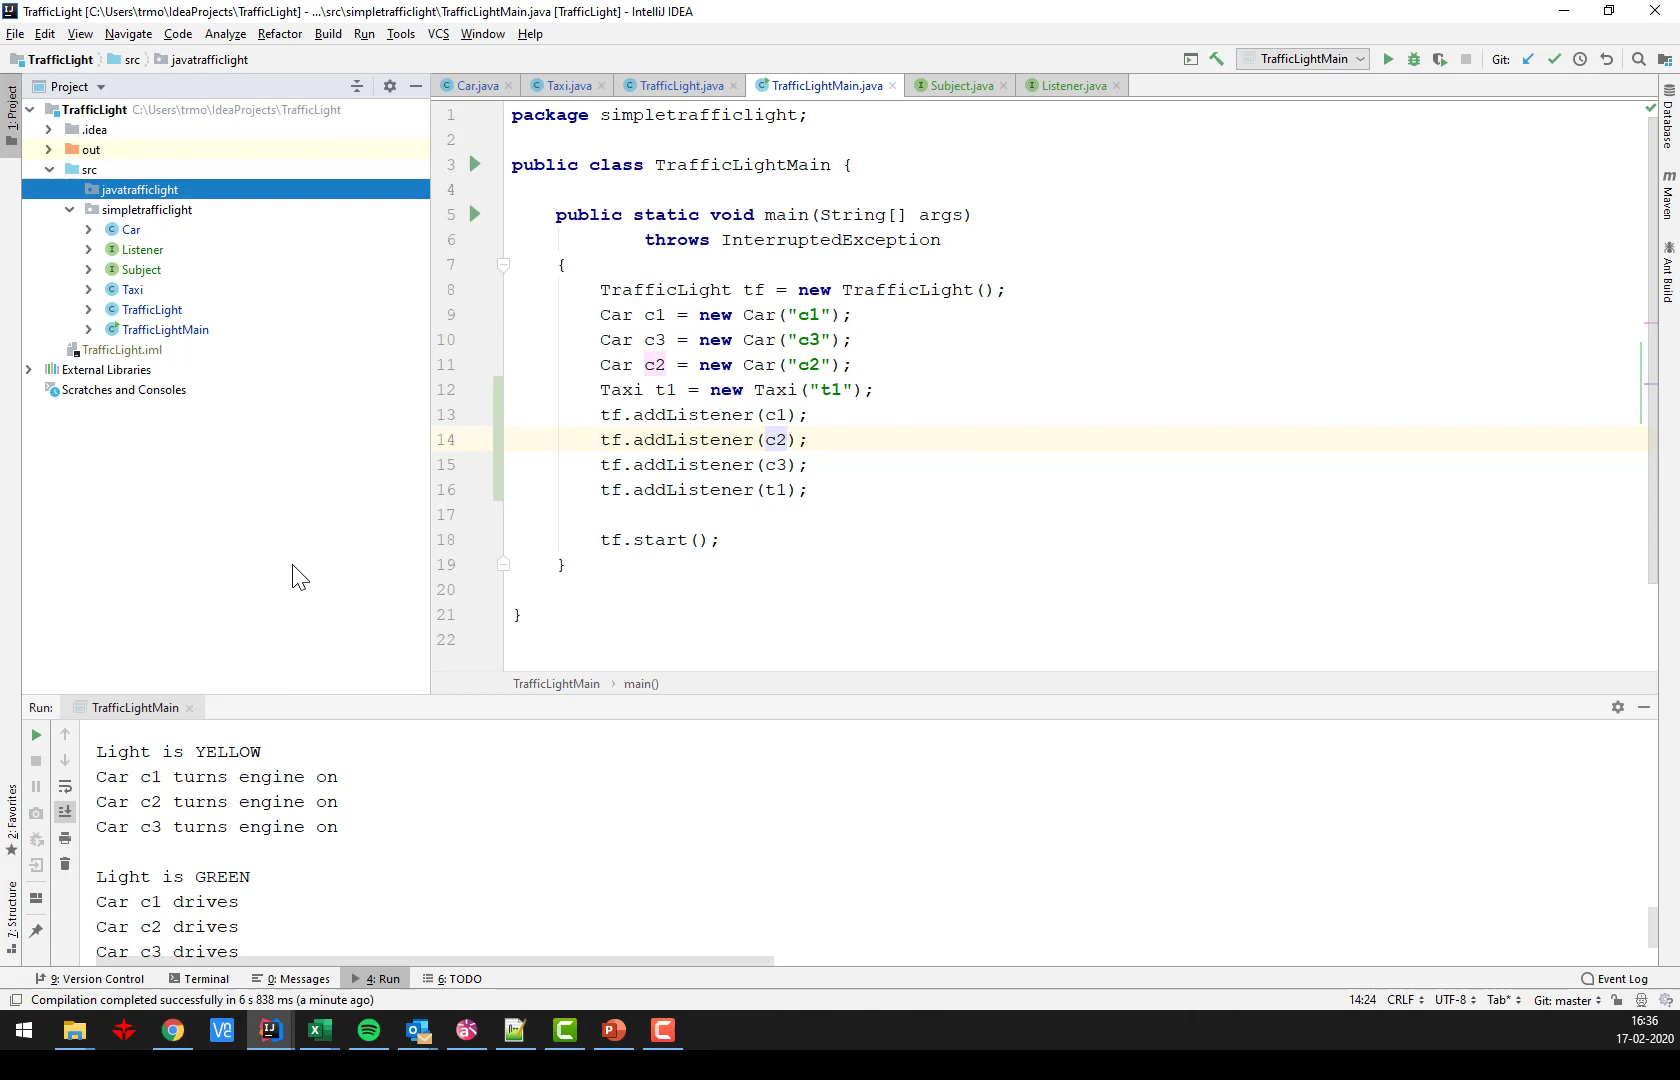 TrafficLight [C:\Users\trmo\IdeaProjects\TrafficLight] - ...\src\simpletrafficlight\TrafficLightMain.java [TrafficLight] - IntelliJ IDEA
File Edit View Navigate Code Analyze Refactor Build Run Tools VCS Window Help
TrafficLight src javatrafficlight TrafficLightMain Git:
1: Project
Project
Car.java Taxi.java TrafficLight.java TrafficLightMain.java Subject.java Listener.java
TrafficLight C:\Users\trmo\IdeaProjects\TrafficLight
.idea
out
src
javatrafficlight
simpletrafficlight
Car
Listener
Subject
Taxi
TrafficLight
TrafficLightMain
TrafficLight.iml
External Libraries
Scratches and Consoles
1 package simpletrafficlight;
2
3 public class TrafficLightMain {
4
5 public static void main(String[] args)
6 throws InterruptedException
7 {
8 TrafficLight tf = new TrafficLight();
9 Car c1 = new Car("c1");
10 Car c3 = new Car("c3");
11 Car c2 = new Car("c2");
12 Taxi t1 = new Taxi("t1");
13 tf.addListener(c1);
14 tf.addListener(c2);
15 tf.addListener(c3);
16 tf.addListener(t1);
17
18 tf.start();
19 }
20
21 }
22
TrafficLightMain main()
Database
m Maven
Ant Build
Run: TrafficLightMain
Light is YELLOW
Car c1 turns engine on
Car c2 turns engine on
Car c3 turns engine on
Light is GREEN
Car c1 drives
Car c2 drives
Car c3 drives
2: Favorites
7: Structure
9: Version Control Terminal 0: Messages 4: Run 6: TODO Event Log
Compilation completed successfully in 6 s 838 ms (a minute ago) 14:24 CRLF UTF-8 Tab* Git: master
16:36
17-02-2020